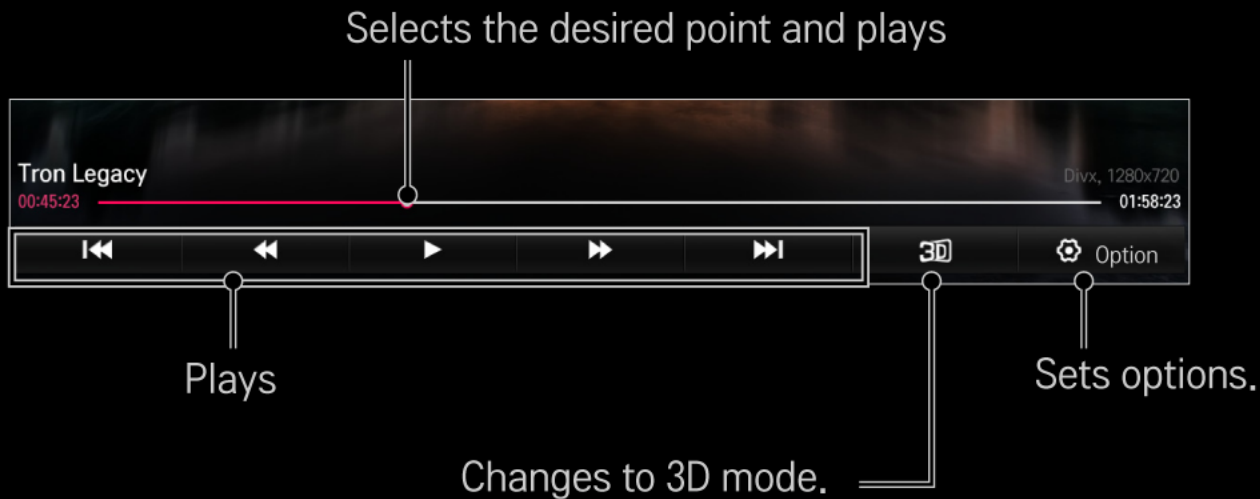 Selects the desired point and plays
Tron Legacy
Divx, 1280x720
00:45:23
01:58:23
3D
Option
Plays
Sets options.
Changes to 3D mode.